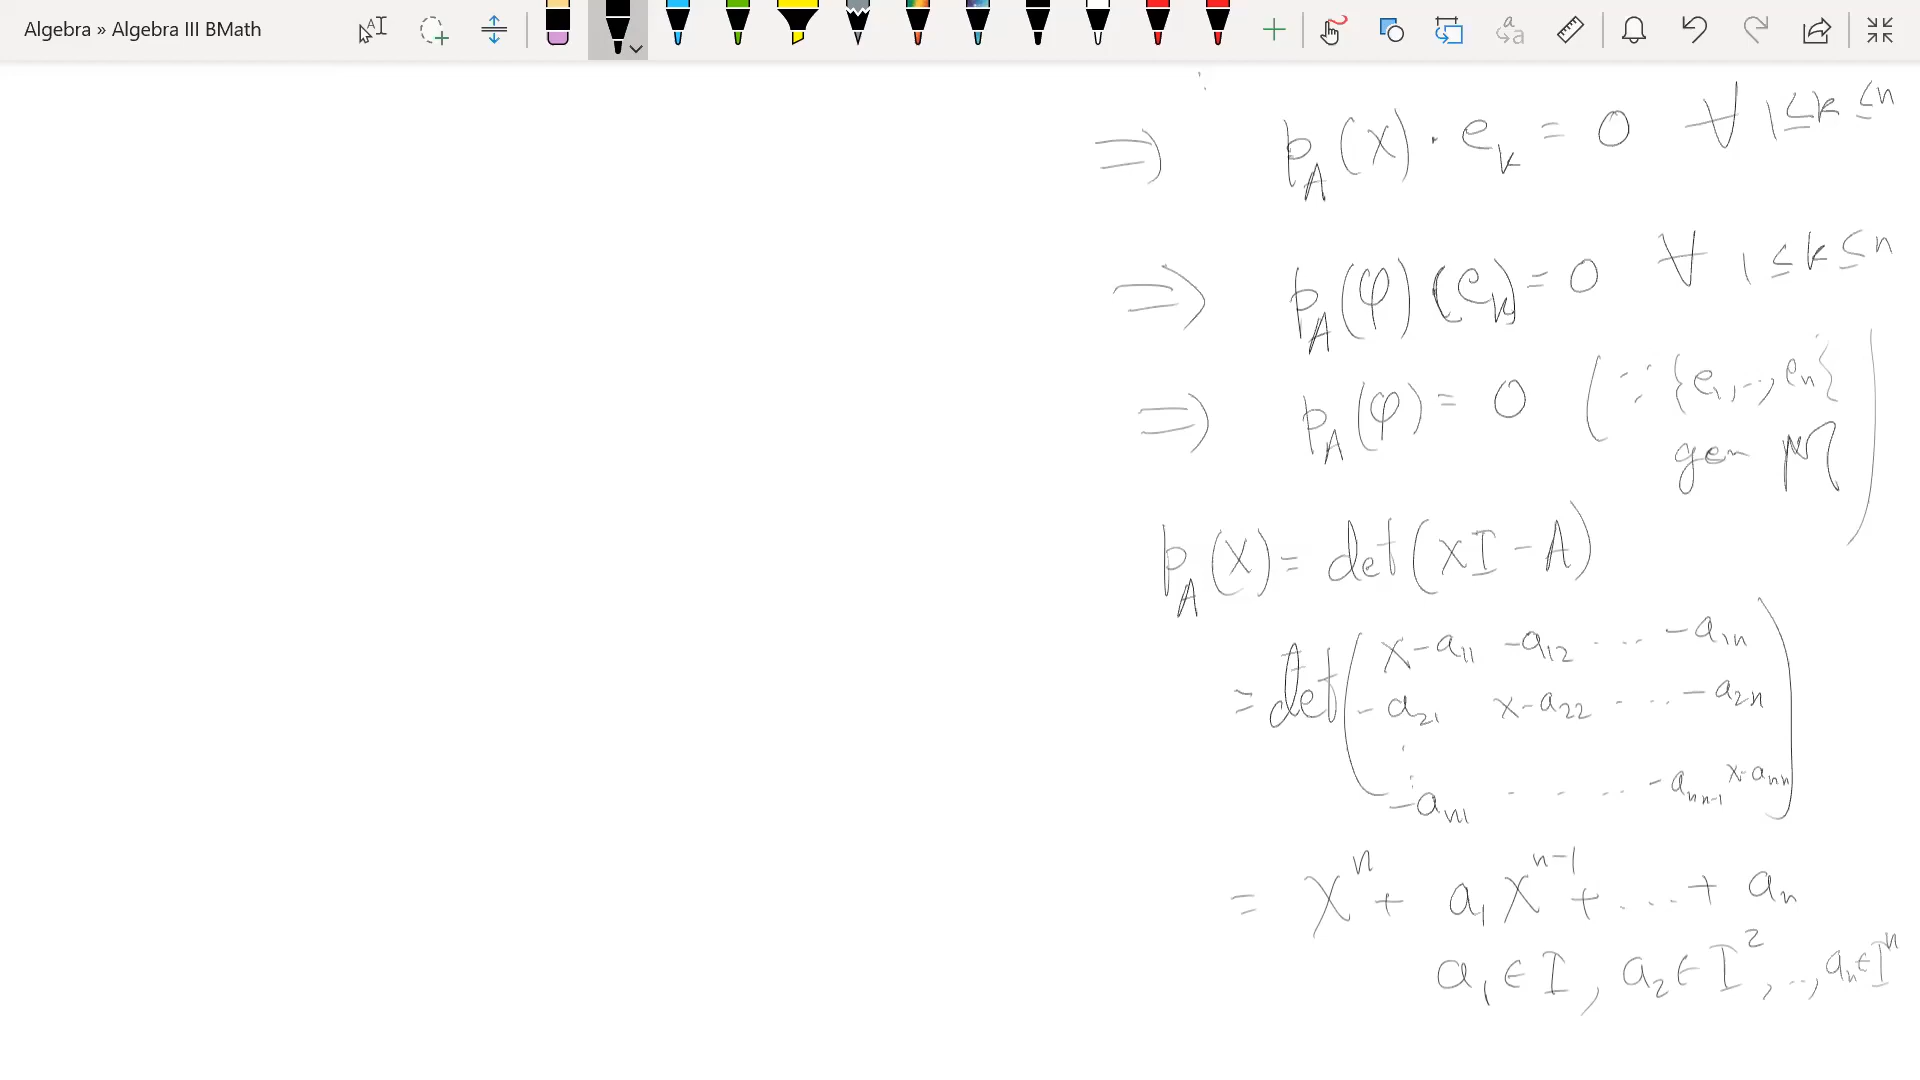 Algebra » Algebra III BMath
⇒ p_A(X) · e_k = 0 ∀ 1 ≤ k ≤ n
⇒ p_A(φ)(e_k) = 0 ∀ 1 ≤ k ≤ n
⇒ p_A(φ) = 0 (∵ {e_1, .., e_n} gen M)
p_A(X) = det(XI - A)
= det( X-a_11 -a_12 .... -a_1n
-a_21 X-a_22 .... -a_2n
⋮
-a_n1 ..... -a_nn-1 X-a_nn )
= X^n + a_1 X^{n-1} + .... + a_n
a_1 ∈ I, a_2 ∈ I^2, .., a_n ∈ I^n